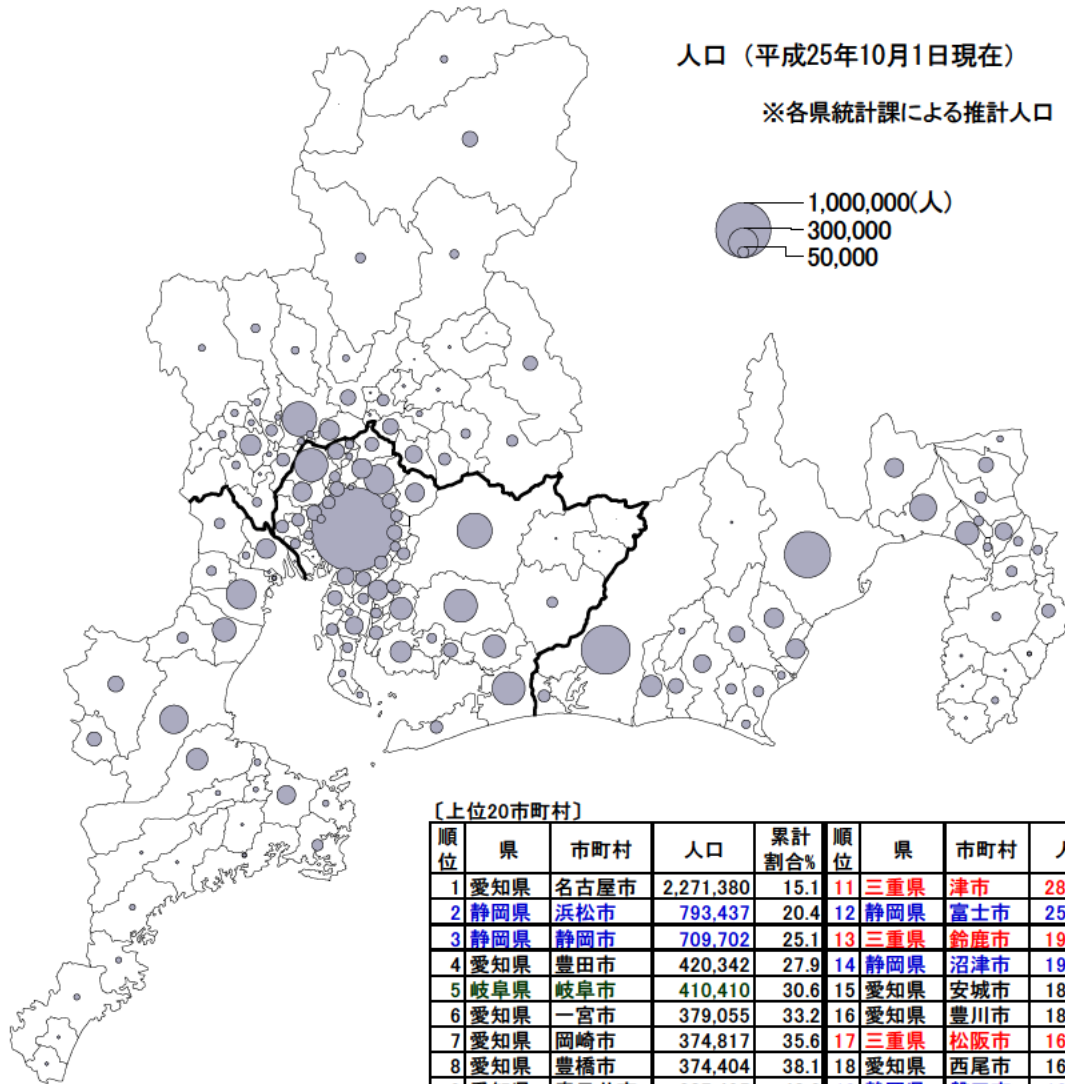 人口 (平成25年10月1日現在)
※各県統計課による推計人口
1,000,000(人)
300,000
50,000
〔上位20市町村〕
順位 県 市町村 人口 累計割合% 順位 県 市町村
1 愛知県 名古屋市 2,271,380 15.1 11 三重県 津市 28
2 静岡県 浜松市 793,437 20.4 12 静岡県 富士市 25
3 静岡県 静岡市 709,702 25.1 13 三重県 鈴鹿市 19
4 愛知県 豊田市 420,342 27.9 14 静岡県 沼津市 19
5 岐阜県 岐阜市 410,410 30.6 15 愛知県 安城市 18
6 愛知県 一宮市 379,055 33.2 16 愛知県 豊川市 18
7 愛知県 岡崎市 374,817 35.6 17 三重県 松阪市 16
8 愛知県 豊橋市 374,404 38.1 18 愛知県 西尾市 16